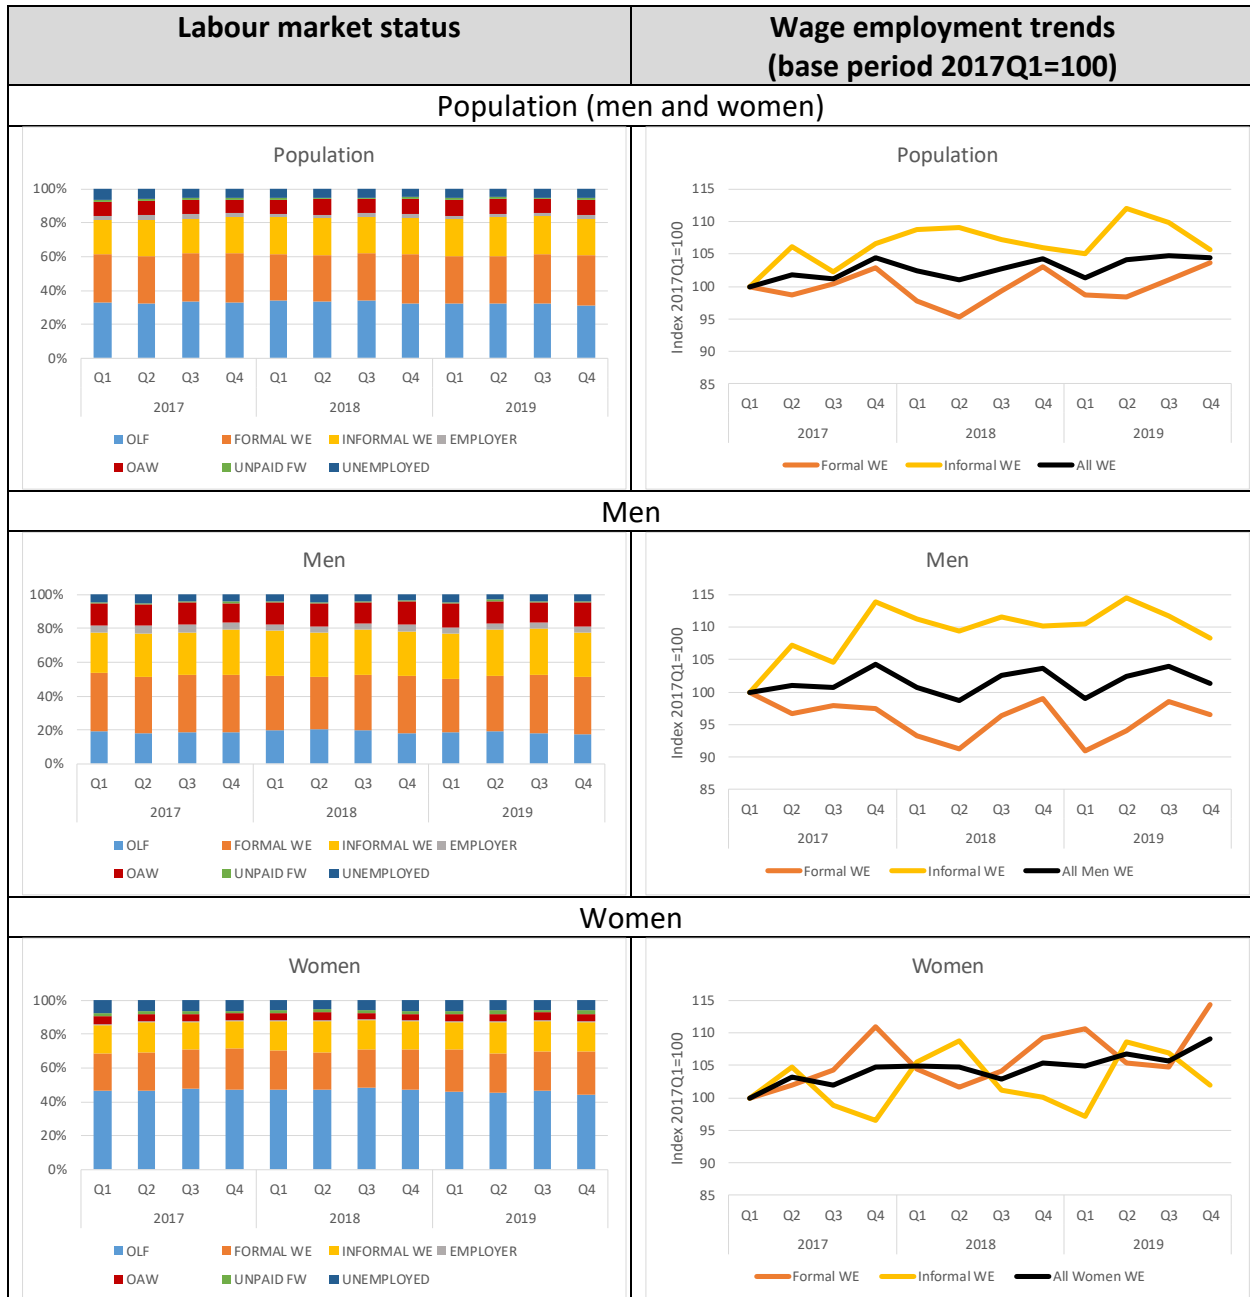 Labour market status
Wage employment trends
(base period 2017Q1=100)
Population (men and women)
Population
100%
80%
60%
40%
20%
0%
Q1 Q2 Q3 Q4 Q1 Q2 Q3 Q4 Q1 Q2 Q3 Q4
2017 2018 2019
OLF FORMAL WE INFORMAL WE EMPLOYER
OAW UNPAID FW UNEMPLOYED
Population
Index 2017Q1=100
115
110
105
100
95
90
85
Q1 Q2 Q3 Q4 Q1 Q2 Q3 Q4 Q1 Q2 Q3 Q4
2017 2018 2019
Formal WE Informal WE All WE
Men
Men
100%
80%
60%
40%
20%
0%
Q1 Q2 Q3 Q4 Q1 Q2 Q3 Q4 Q1 Q2 Q3 Q4
2017 2018 2019
OLF FORMAL WE INFORMAL WE EMPLOYER
OAW UNPAID FW UNEMPLOYED
Men
Index 2017Q1=100
115
110
105
100
95
90
85
Q1 Q2 Q3 Q4 Q1 Q2 Q3 Q4 Q1 Q2 Q3 Q4
2017 2018 2019
Formal WE Informal WE All Men WE
Women
Women
100%
80%
60%
40%
20%
0%
Q1 Q2 Q3 Q4 Q1 Q2 Q3 Q4 Q1 Q2 Q3 Q4
2017 2018 2019
OLF FORMAL WE INFORMAL WE EMPLOYER
OAW UNPAID FW UNEMPLOYED
Women
Index 2017Q1=100
115
110
105
100
95
90
85
Q1 Q2 Q3 Q4 Q1 Q2 Q3 Q4 Q1 Q2 Q3 Q4
2017 2018 2019
Formal WE Informal WE All Women WE